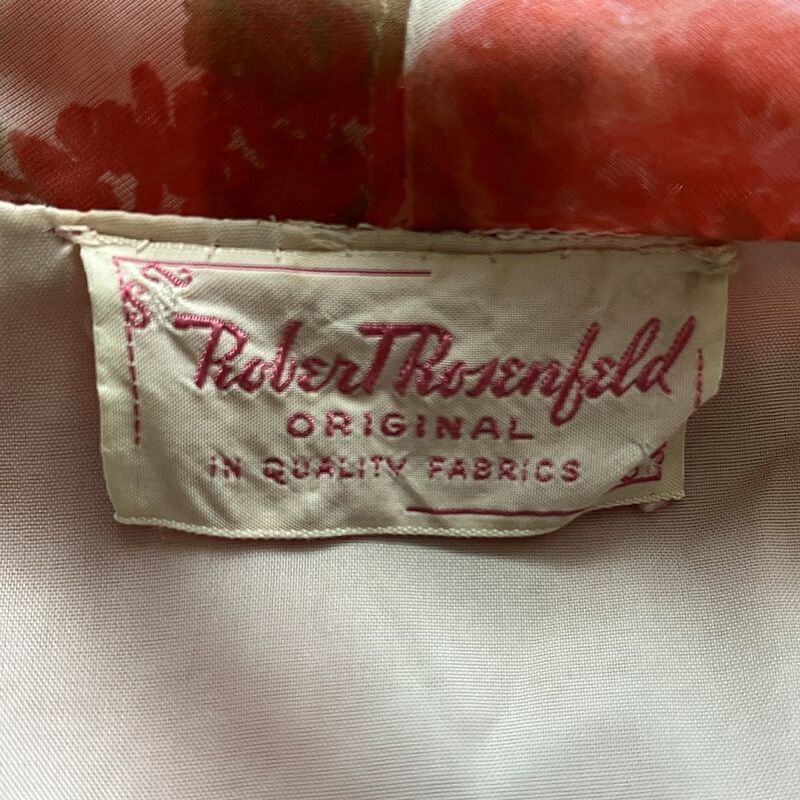 Robert Rosenfeld
ORIGINAL
IN QUALITY FABRICS